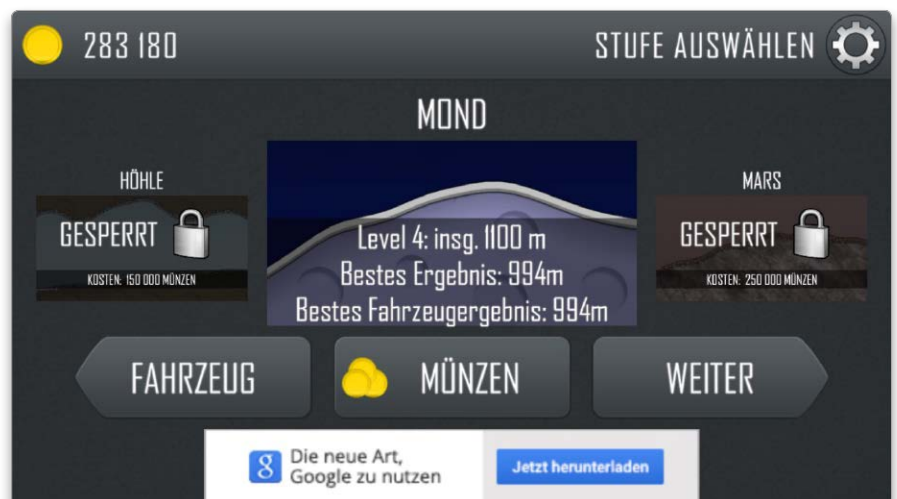 283 180
STUFE AUSWÄHLEN
MOND
HÖHLE
GESPERRT
KOSTEN: 150 000 MÜNZEN
Level 4: insg. 1100 m
Bestes Ergebnis: 994m
Bestes Fahrzeugergebnis: 994m
MARS
GESPERRT
KOSTEN: 250 000 MÜNZEN
FAHRZEUG
MÜNZEN
WEITER
8
Die neue Art,
Google zu nutzen
Jetzt herunterladen